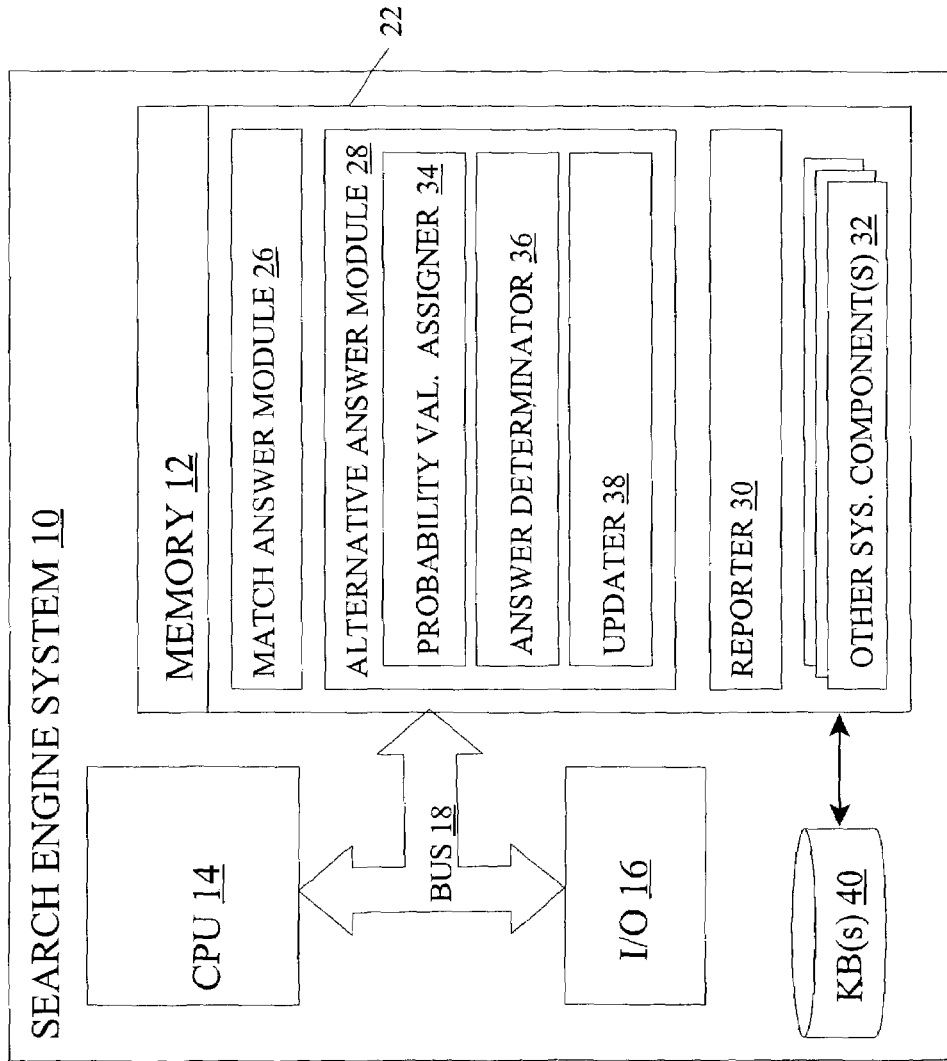 SEARCH ENGINE SYSTEM 10
CPU 14
BUS 18
I/O 16
KB(s) 40
MEMORY 12
MATCH ANSWER MODULE 26
ALTERNATIVE ANSWER MODULE 28
PROBABILITY VAL. ASSIGNER 34
ANSWER DETERMINATOR 36
UPDATER 38
REPORTER 30
OTHER SYS. COMPONENT(S) 32
22